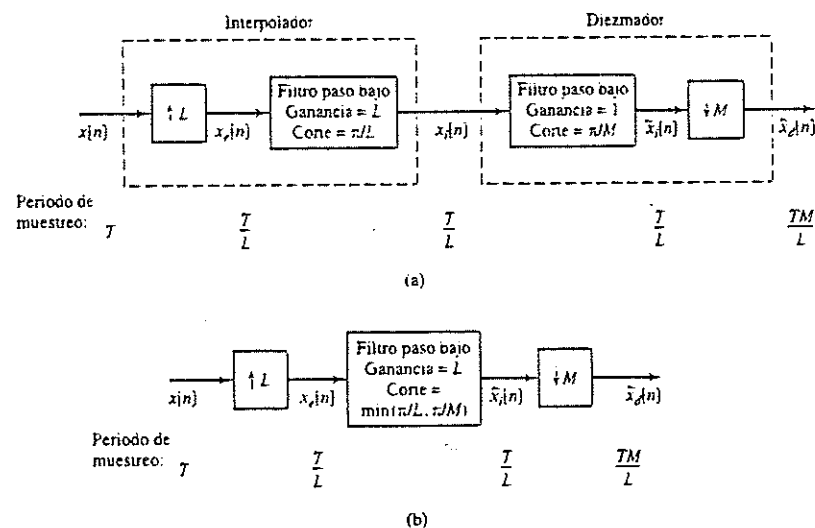 Interpolador
Diezmador
↑ L
Filtro paso bajo
Ganancia = L
Corte = π/L
Filtro paso bajo
Ganancia = 1
Corte = π/M
↓ M
x[n]
x_e[n]
x_i[n]
x̃_i[n]
x̃_d[n]
Periodo de
muestreo:
T
T/L
T/L
T/L
TM/L
(a)
↑ L
Filtro paso bajo
Ganancia = L
Corte =
min(π/L, π/M)
↓ M
x[n]
x_e[n]
x̃_i[n]
x̃_d[n]
Periodo de
muestreo:
T
T/L
T/L
TM/L
(b)